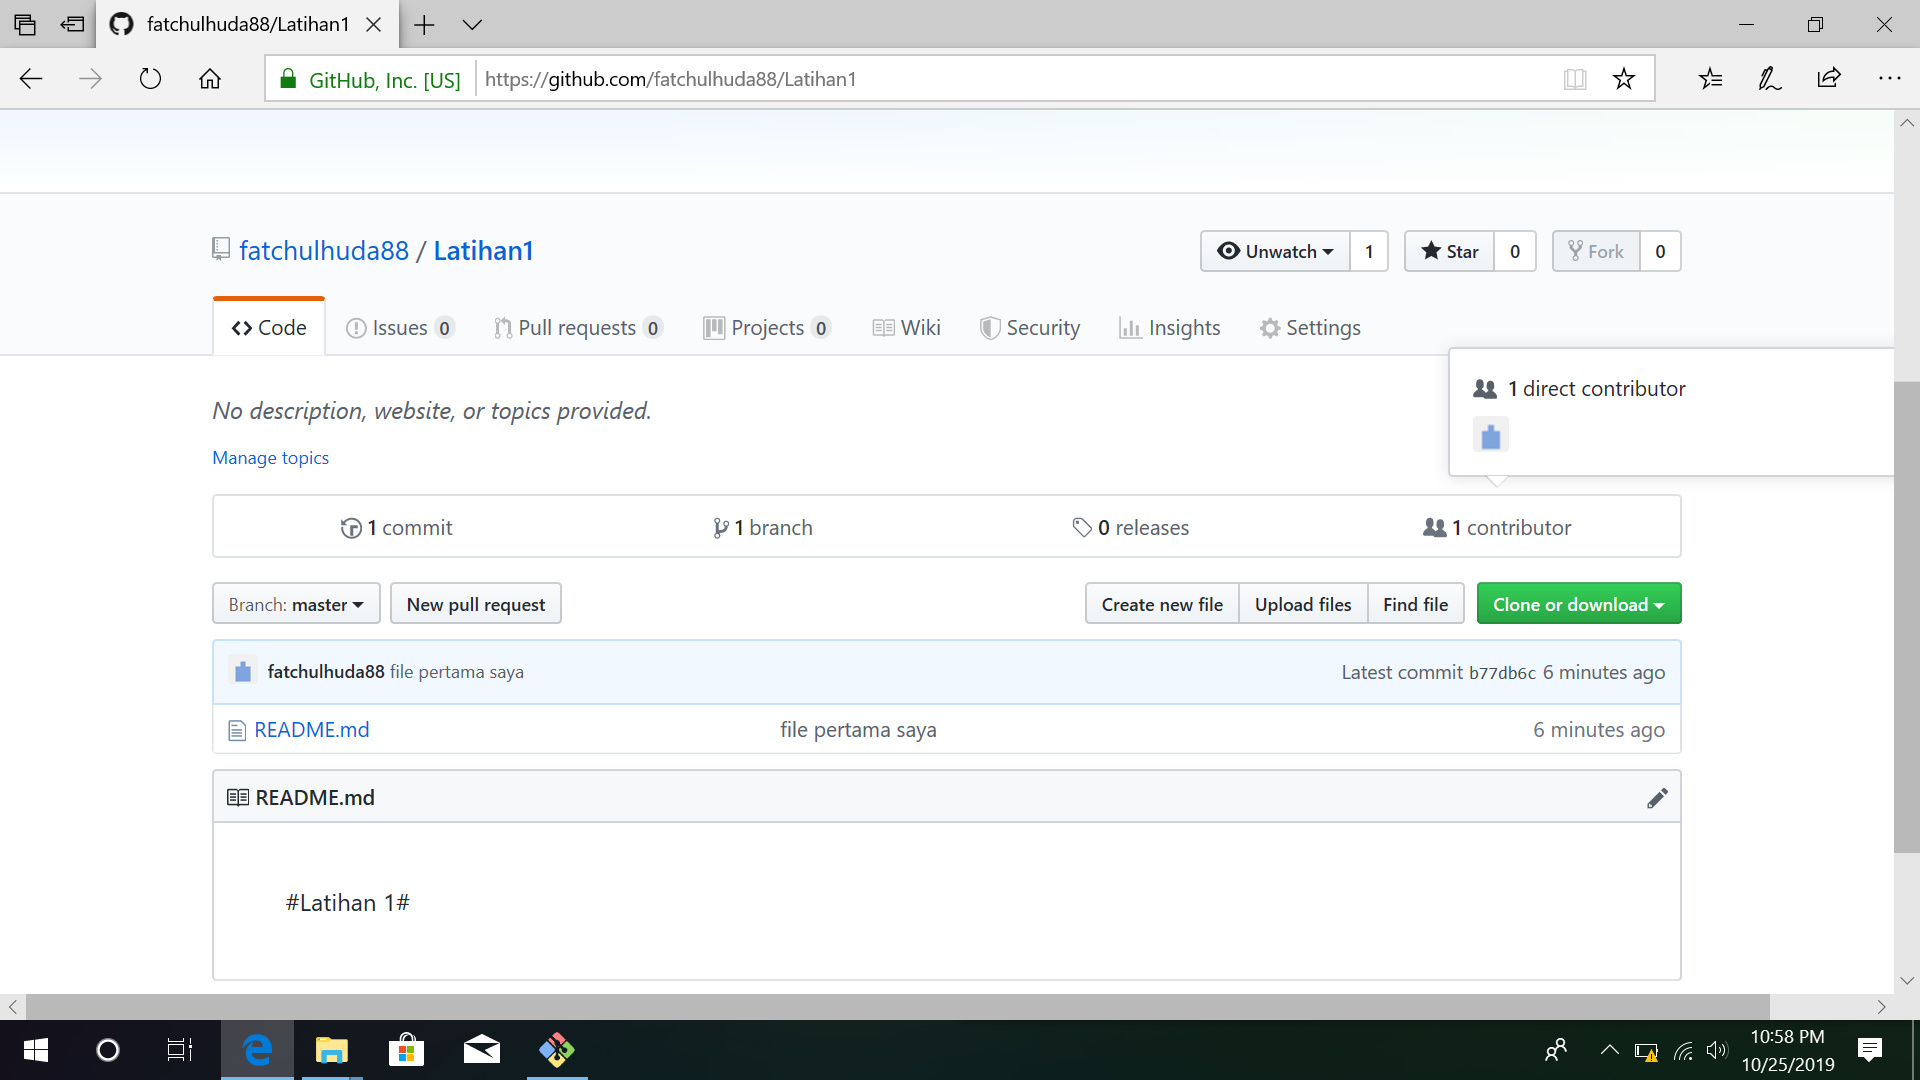 fatchulhuda88/Latihan1
GitHub, Inc. [US] https://github.com/fatchulhuda88/Latihan1
fatchulhuda88 / Latihan1
Unwatch 1 Star 0 Fork 0
Code Issues 0 Pull requests 0 Projects 0 Wiki Security Insights Settings
1 direct contributor
No description, website, or topics provided.
Manage topics
1 commit 1 branch 0 releases 1 contributor
Branch: master New pull request Create new file Upload files Find file Clone or download
fatchulhuda88 file pertama saya Latest commit b77db6c 6 minutes ago
README.md file pertama saya 6 minutes ago
README.md
#Latihan 1#
10:58 PM
10/25/2019